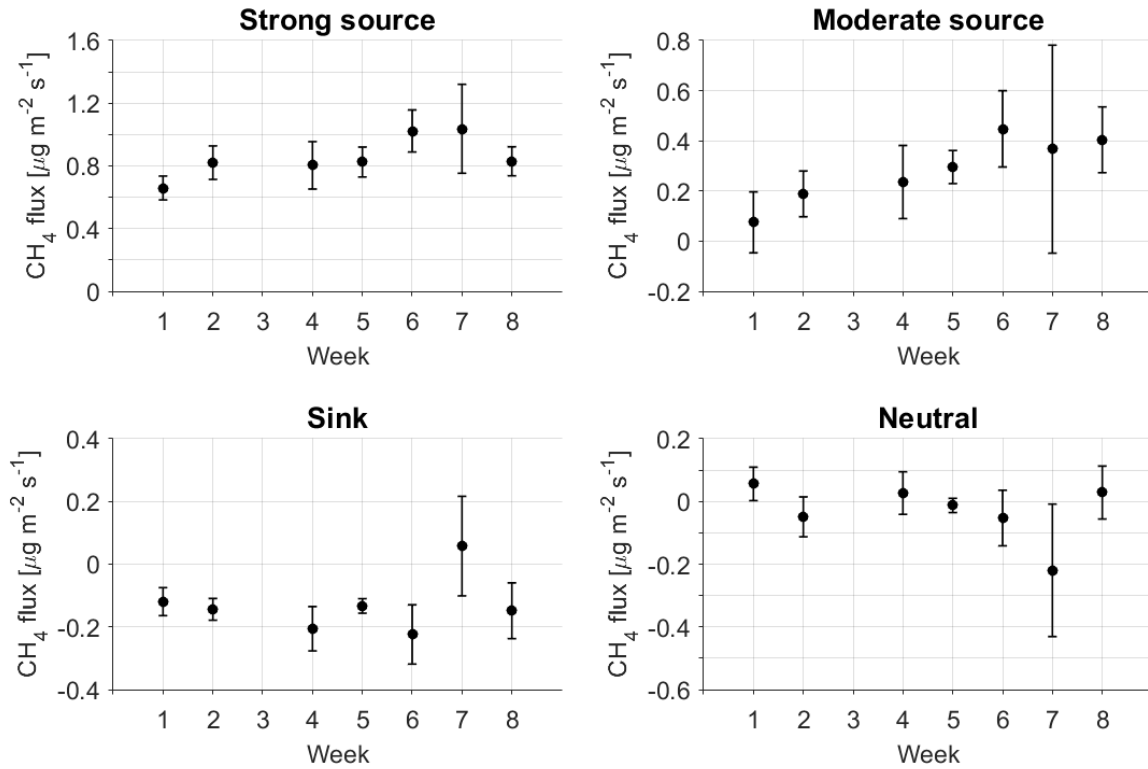 Strong source
CH₄ flux [μg m⁻² s⁻¹]
1.6
1.2
0.8
0.4
0
1 2 3 4 5 6 7 8
Week
Moderate source
CH₄ flux [μg m⁻² s⁻¹]
0.8
0.6
0.4
0.2
0
-0.2
1 2 3 4 5 6 7 8
Week
Sink
CH₄ flux [μg m⁻² s⁻¹]
0.4
0.2
0
-0.2
-0.4
1 2 3 4 5 6 7 8
Week
Neutral
CH₄ flux [μg m⁻² s⁻¹]
0.2
0
-0.2
-0.4
-0.6
1 2 3 4 5 6 7 8
Week